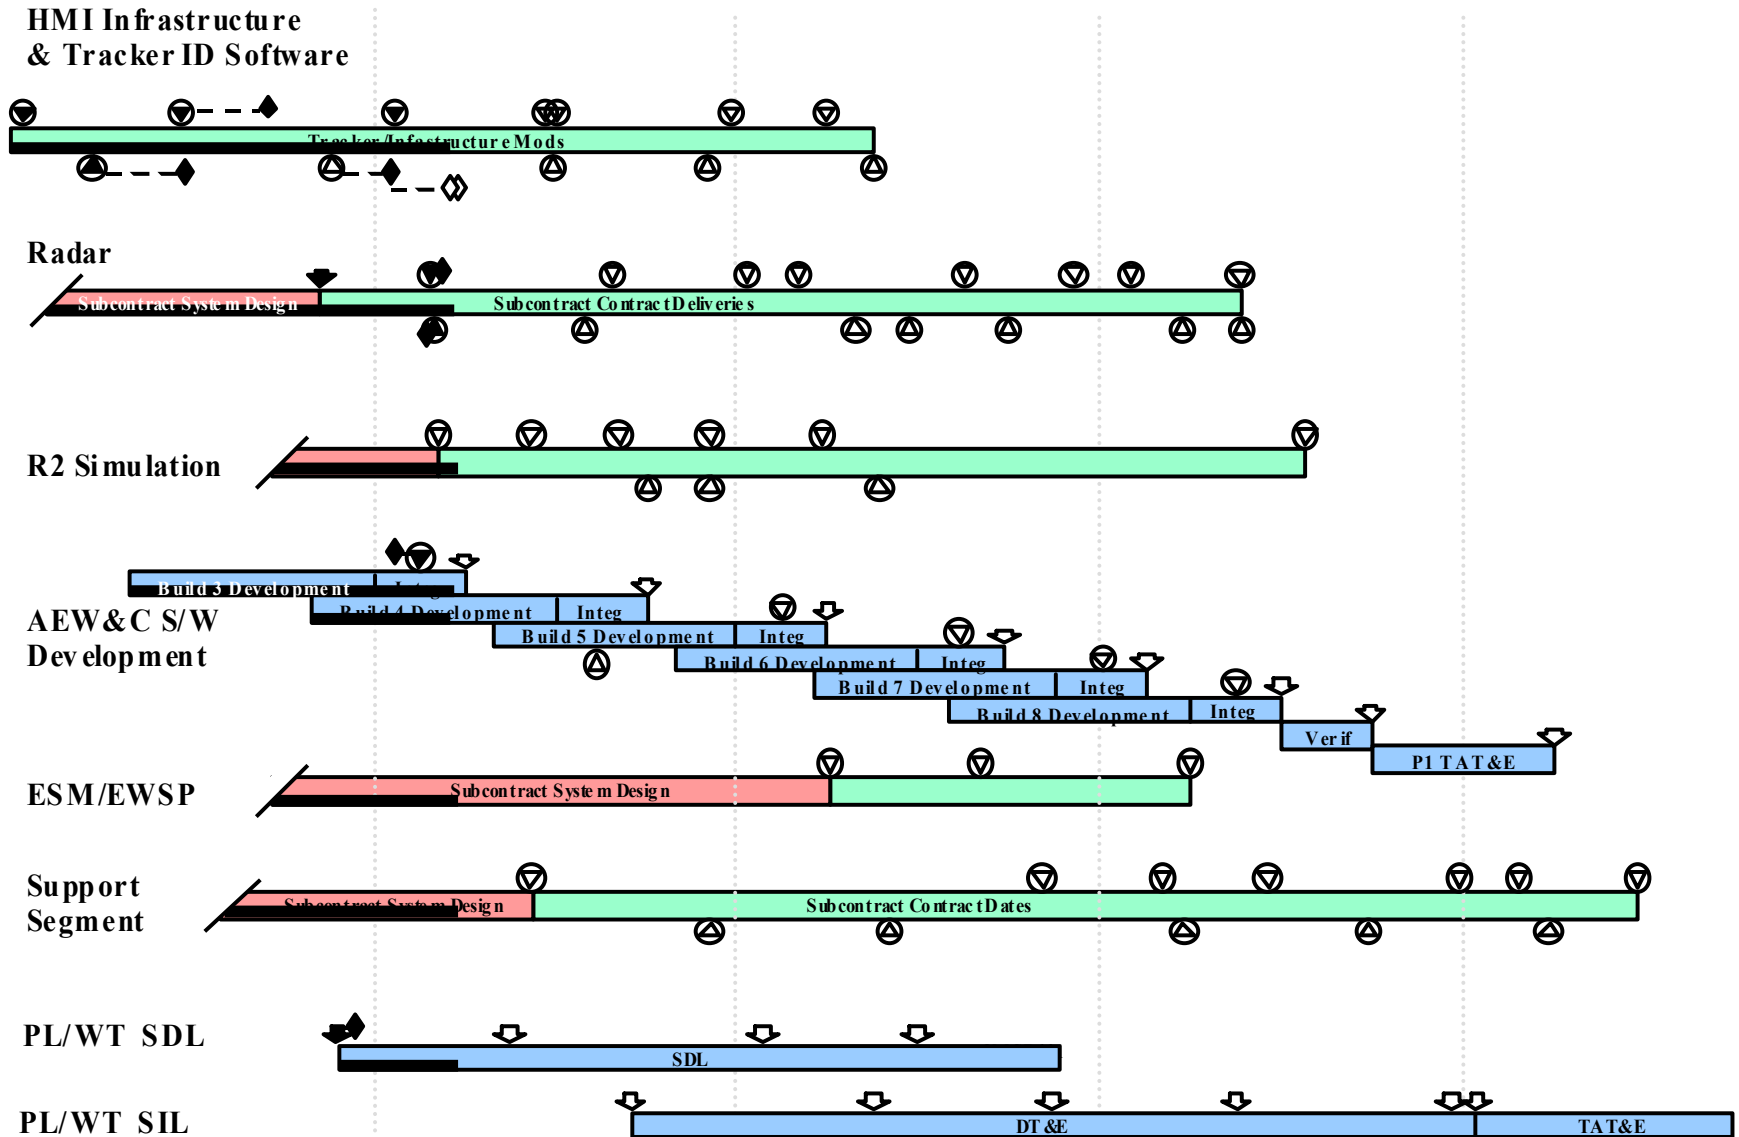 HMI Infrastructure
& Tracker ID Software
Tracker/Infastructure Mods
Radar
Subcontract System Design
Subcontract Contract Deliveries
R2 Simulation
Build 3 Development
Integ
Build 4 Development
Integ
AEW&C S/W
Development
Build 5 Development
Integ
Build 6 Development
Integ
Build 7 Development
Integ
Build 8 Development
Integ
Verif
P1 TAT&E
ESM/EWSP
Subcontract System Design
Support
Segment
Subcontract System Design
Subcontract Contract Dates
PL/WT SDL
SDL
PL/WT SIL
DT&E
TAT&E